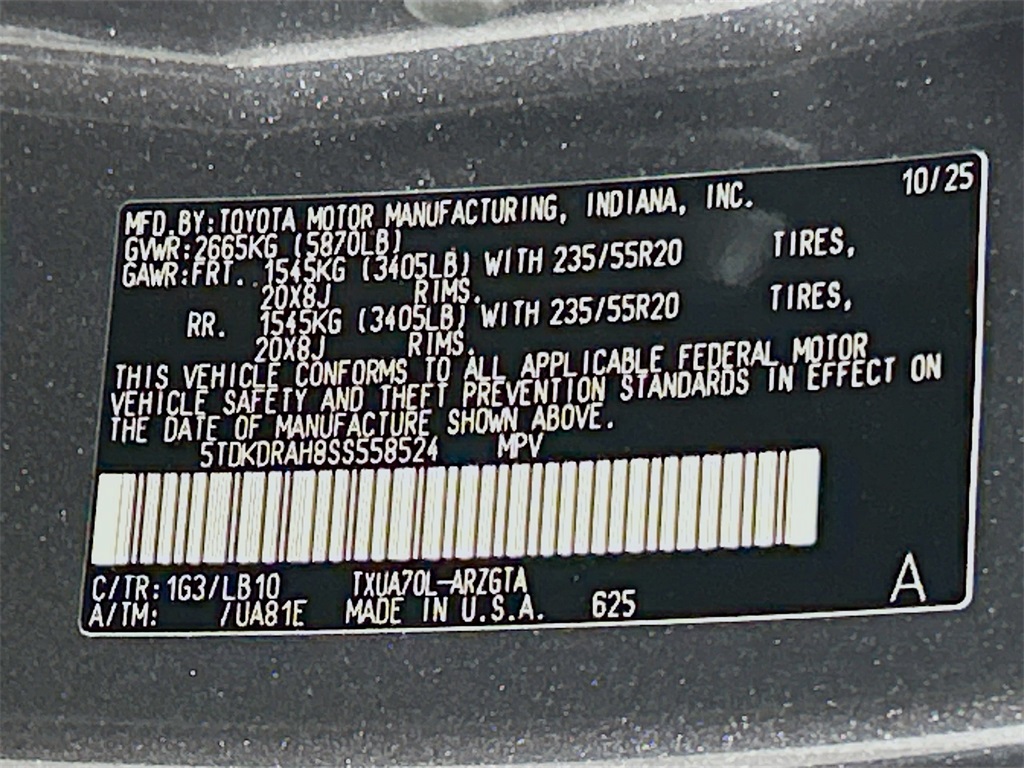 10/25
MFD.BY:TOYOTA MOTOR MANUFACTURING, INDIANA, INC.
GVWR:2665KG (5870LB)
GAWR:FRT.. 1545KG (3405LB) WITH 235/55R20 TIRES,
20X8J RIMS.
RR. 1545KG (3405LB) WITH 235/55R20 TIRES,
20X8J RIMS.
THIS VEHICLE CONFORMS TO ALL APPLICABLE FEDERAL MOTOR
VEHICLE SAFETY AND THEFT PREVENTION STANDARDS IN EFFECT ON
THE DATE OF MANUFACTURE SHOWN ABOVE.
5TDKDRAH8SS558524 MPV
C/TR:1G3/LB10 TXUA70L-ARZGTA
A/TM: /UA81E MADE IN U.S.A. 625
A